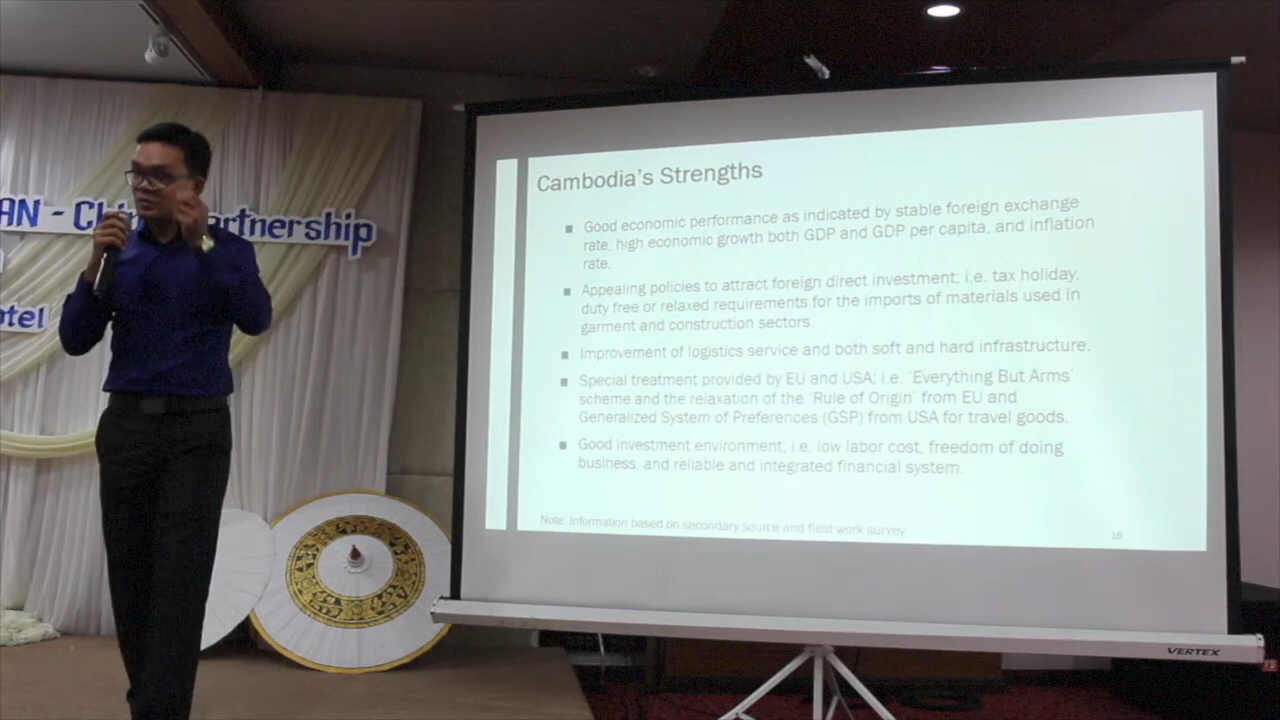 AN - China Partnership
otel
Cambodia's Strengths
Good economic performance as indicated by stable foreign exchange
rate, high economic growth both GDP and GDP per capita, and inflation
rate.
Appealing policies to attract foreign direct investment; i.e. tax holiday,
duty free or relaxed requirements for the imports of materials used in
garment and construction sectors.
Improvement of logistics service and both soft and hard infrastructure.
Special treatment provided by EU and USA; i.e. 'Everything But Arms'
scheme and the relaxation of the 'Rule of Origin' from EU and
Generalized System of Preferences (GSP) from USA for travel goods.
Good investment environment; i.e. low labor cost, freedom of doing
business, and reliable and integrated financial system.
Note: Information based on secondary source and field work survey
16
VERTEX